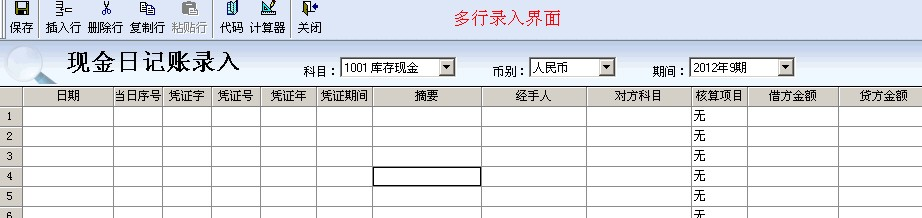 保存 插入行 删除行 复制行 粘贴行 代码 计算器 关闭 多行录入界面
现金日记账录入 科目: 1001 库存现金 币别: 人民币 期间: 2012年9期
日期 当日序号 凭证字 凭证号 凭证年 凭证期间 摘要 经手人 对方科目 核算项目 借方金额 贷方金额
1 无
2 无
3 无
4 无
5 无
6 无